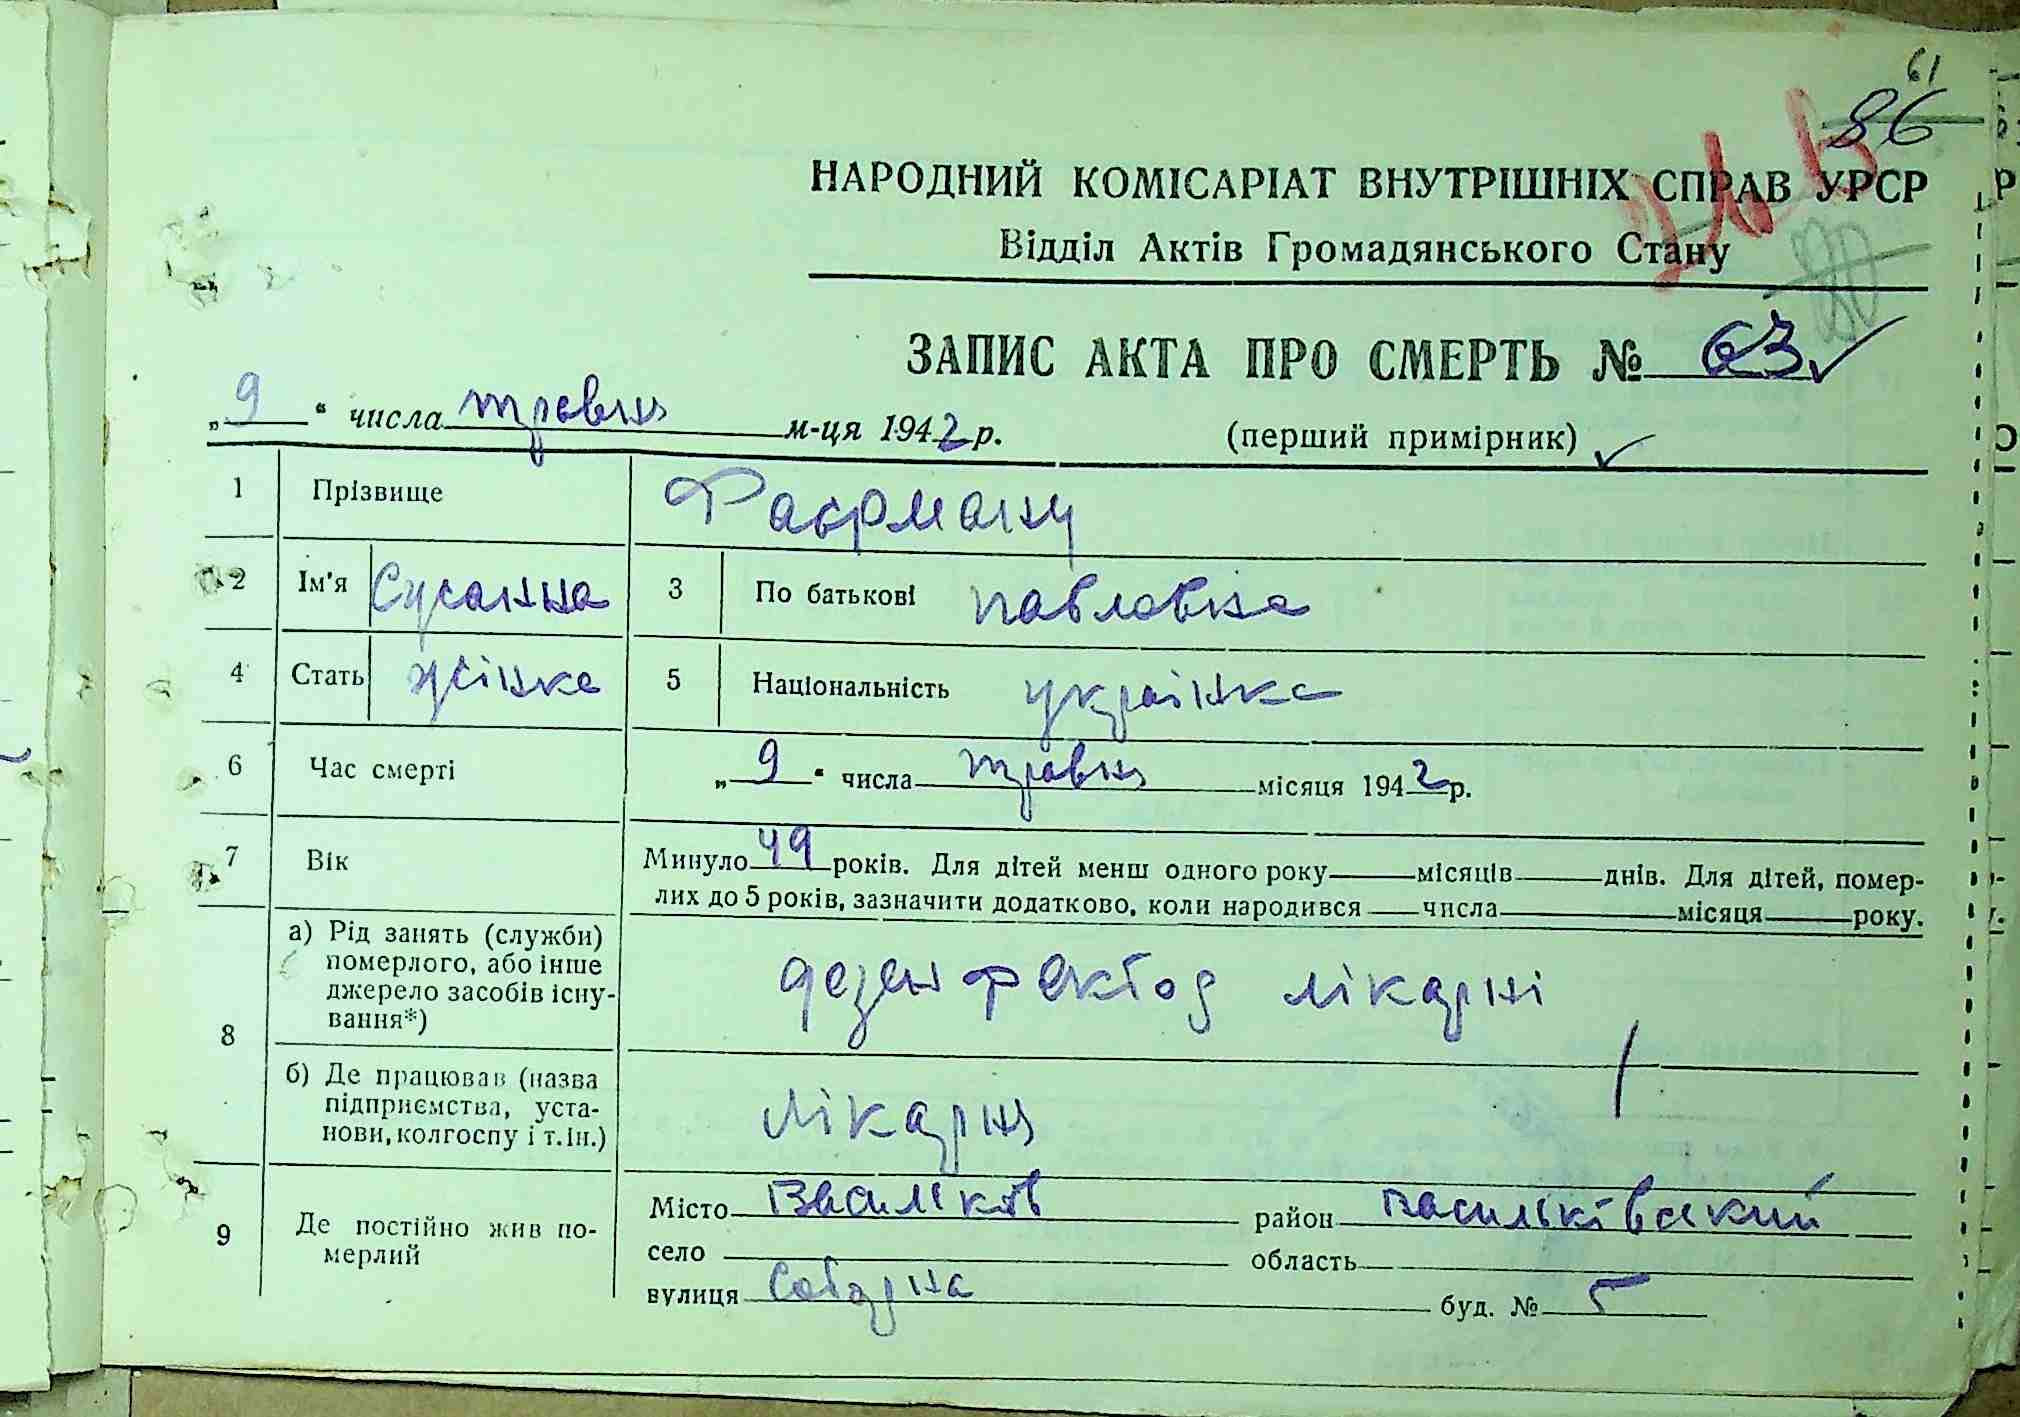 61
86
НАРОДНИЙ КОМІСАРІАТ ВНУТРІШНІХ СПРАВ УРСР
Відділ Актів Громадянського Стану
ЗАПИС АКТА ПРО СМЕРТЬ № 63
„ 9 “ числа травня м-ця 1942 р.
(перший примірник)
1 Прізвище
2 Ім'я Сусанна 3 По батькові павловна
4 Стать жінка 5 Національність українка
6 Час смерті „ 9 “ числа травня місяця 1942 р.
7 Вік Минуло 49 років. Для дітей менш одного року місяців днів. Для дітей, помер-
лих до 5 років, зазначити додатково, коли народився числа місяця року.
8 а) Рід занять (служби)
померлого, або інше
джерело засобів існу-
вання*)
дезенфектор лікарні
б) Де працював (назва
підприємства, уста-
нови, колгоспу і т. ін.)
лікарня
9 Де постійно жив по-
мерлий
Місто Василків район васильківський
село область
вулиця Соборна буд. № 5